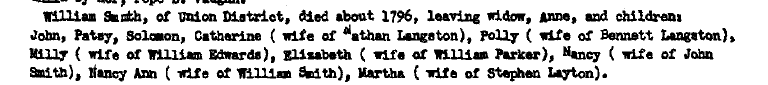 William Smith, of Union District, died about 1796, leaving widow, Anne, and children:
John, Patsy, Solomon, Catharine ( wife of Nathan Langston), Polly ( wife of Bennett Langston),
Milly ( wife of William Edwards), Elizabeth ( wife of William Parker), Nancy ( wife of John
Smith), Nancy Ann ( wife of William Smith), Martha ( wife of Stephen Layton).